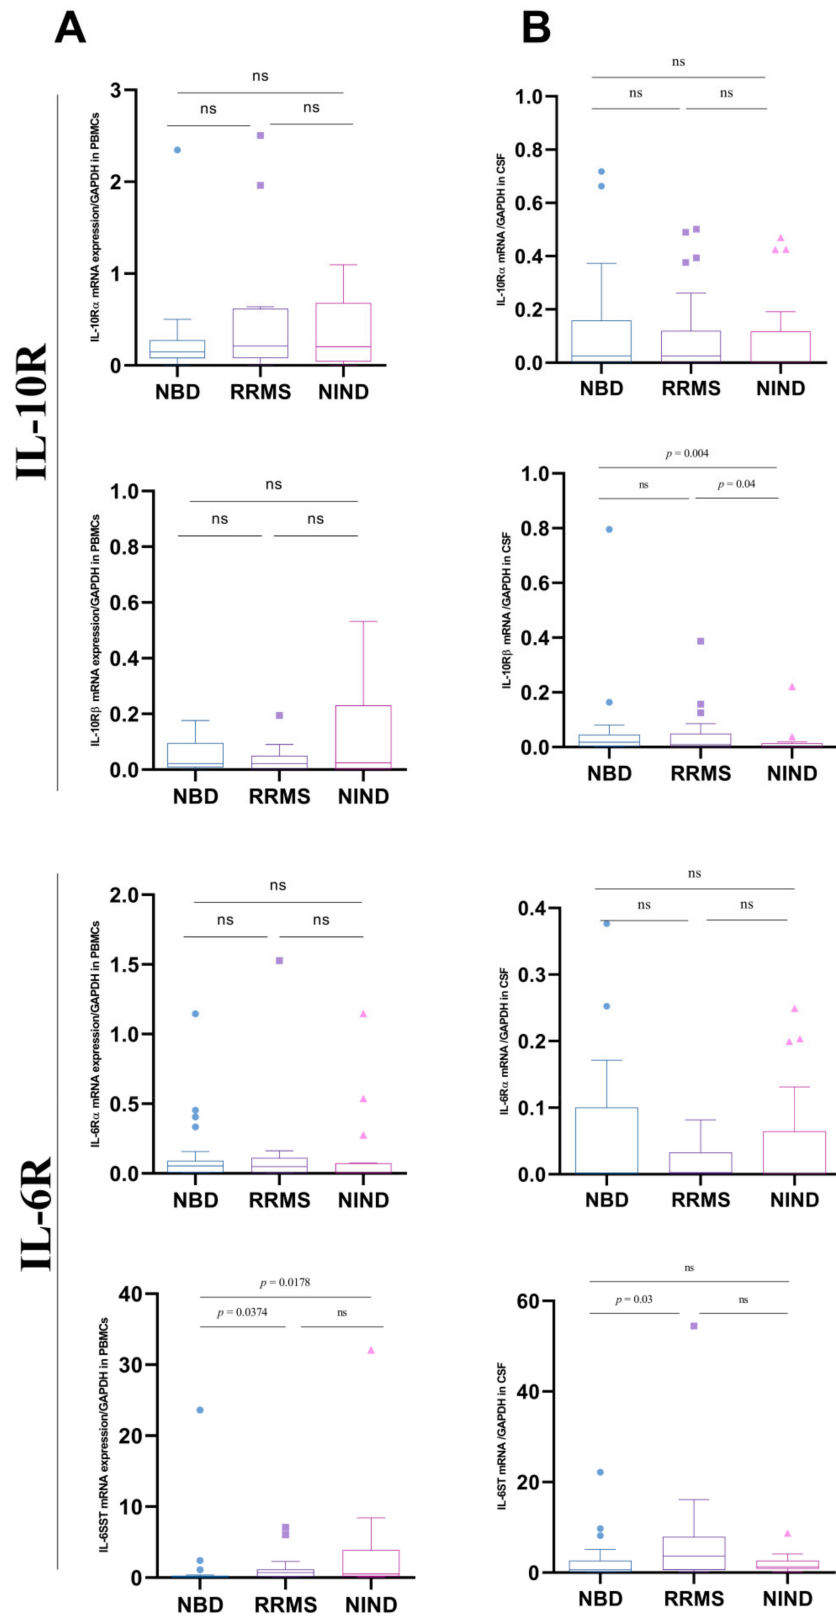 A
B
IL-10R
IL-10Rα mRNA expression/GAPDH in PBMCs
ns
ns
ns
3
2
1
0
NBD RRMS NIND
IL-10Rα mRNA /GAPDH in CSF
ns
ns
ns
1.0
0.8
0.6
0.4
0.2
0.0
NBD RRMS NIND
IL-10Rβ mRNA expression/GAPDH in PBMCs
ns
ns
ns
1.0
0.8
0.6
0.4
0.2
0.0
NBD RRMS NIND
IL-10Rβ mRNA /GAPDH in CSF
p = 0.004
ns
p = 0.04
1.0
0.8
0.6
0.4
0.2
0.0
NBD RRMS NIND
IL-6R
IL-6Rα mRNA expression/GAPDH in PBMCs
ns
ns
ns
2.0
1.5
1.0
0.5
0.0
NBD RRMS NIND
IL-6Rα mRNA /GAPDH in CSF
ns
ns
ns
0.4
0.3
0.2
0.1
0.0
NBD RRMS NIND
IL-6SST mRNA expression/GAPDH in PBMCs
p = 0.0178
p = 0.0374
ns
40
30
20
10
0
NBD RRMS NIND
IL-6ST mRNA /GAPDH in CSF
ns
p = 0.03
ns
60
40
20
0
NBD RRMS NIND